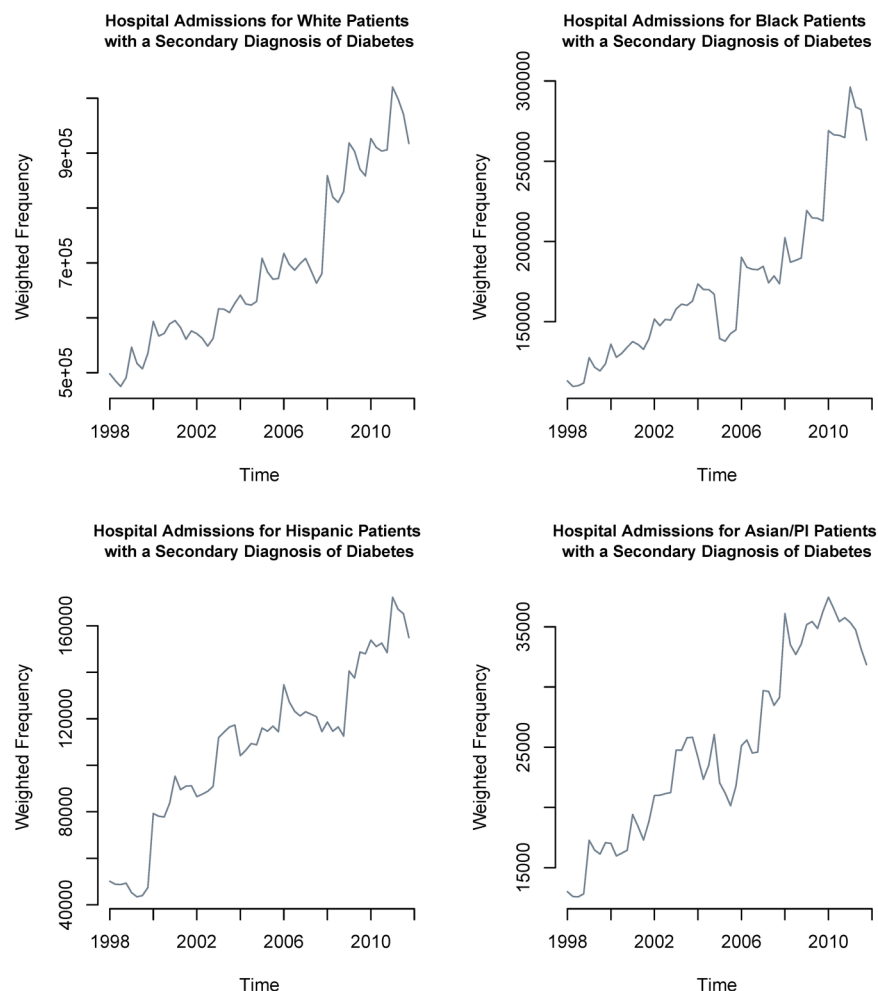 Hospital Admissions for White Patients
with a Secondary Diagnosis of Diabetes
Weighted Frequency
9e+05
7e+05
5e+05
1998 2002 2006 2010
Time
Hospital Admissions for Black Patients
with a Secondary Diagnosis of Diabetes
Weighted Frequency
300000
250000
200000
150000
1998 2002 2006 2010
Time
Hospital Admissions for Hispanic Patients
with a Secondary Diagnosis of Diabetes
Weighted Frequency
160000
120000
80000
40000
1998 2002 2006 2010
Time
Hospital Admissions for Asian/PI Patients
with a Secondary Diagnosis of Diabetes
Weighted Frequency
35000
25000
15000
1998 2002 2006 2010
Time